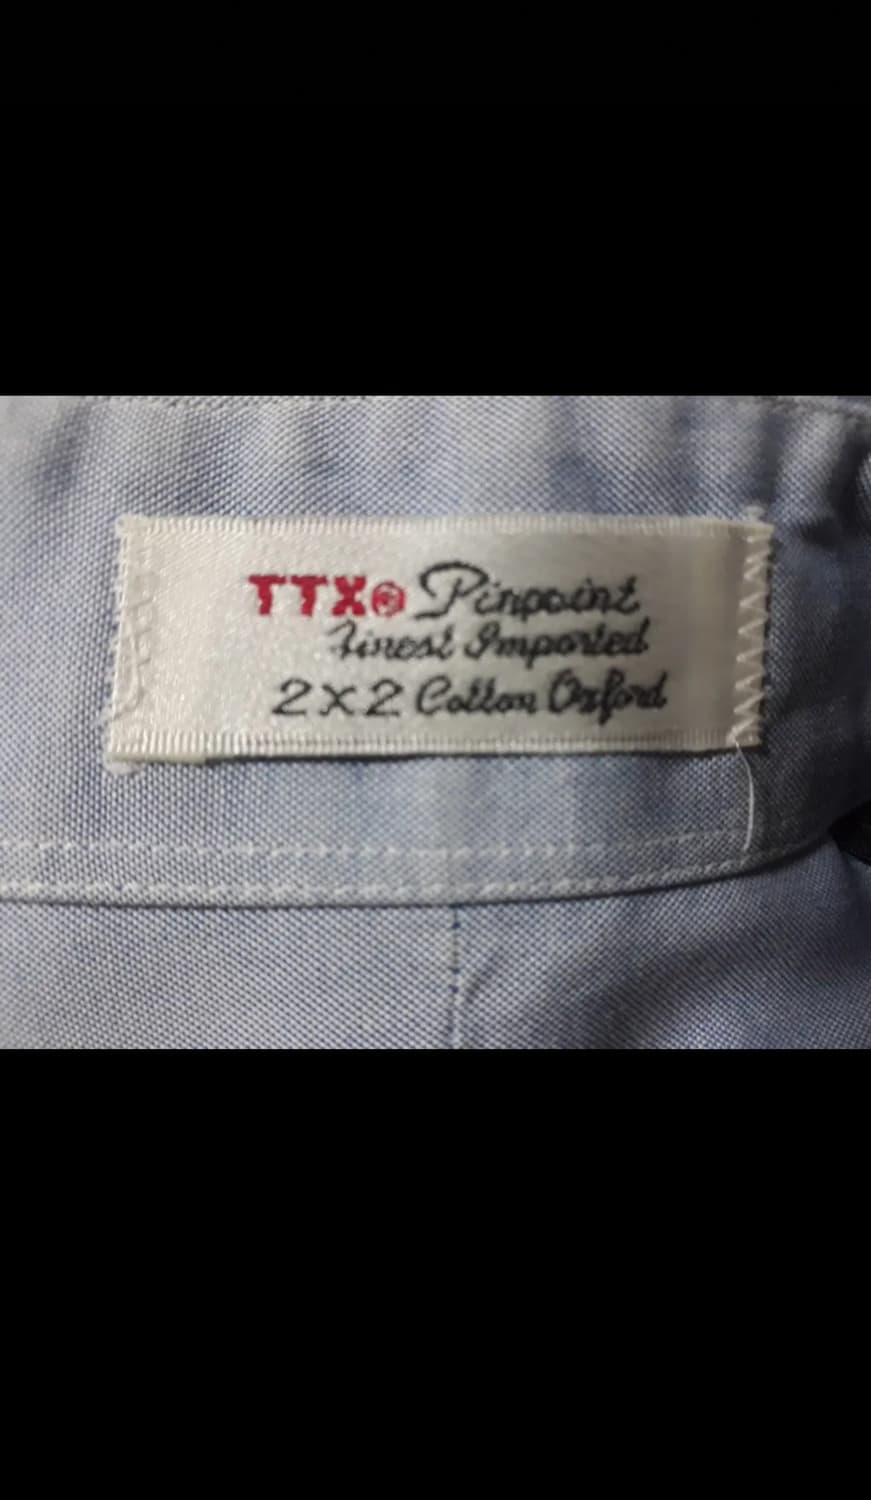 TTX® Pinpoint
Finest Imported
2x2 Cotton Oxford